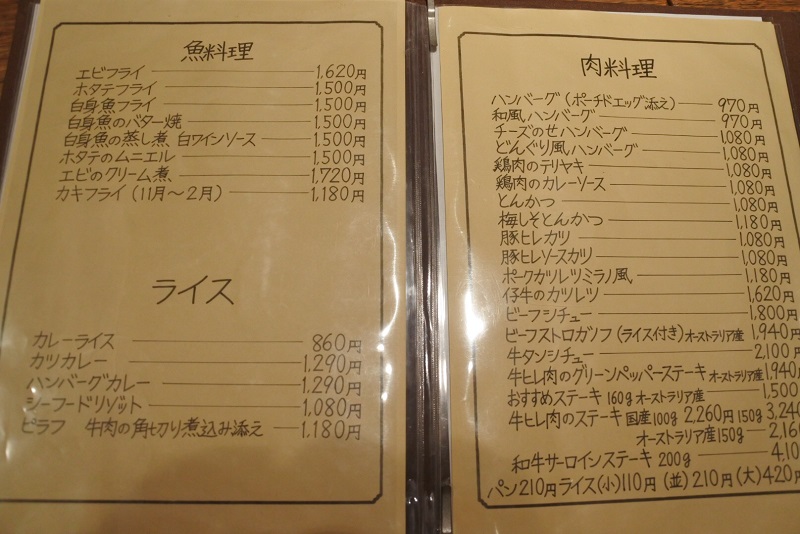 魚料理
エビフライ 1,620円
ホタテフライ 1,500円
白身魚フライ 1,500円
白身魚のバター焼 1,500円
白身魚の蒸し煮 白ワインソース 1,500円
ホタテのムニエル 1,500円
エビのクリーム煮 1,720円
カキフライ (11月〜2月) 1,180円
ライス
カレーライス 860円
カツカレー 1,290円
ハンバーグカレー 1,290円
シーフードリゾット 1,080円
ピラフ 牛肉の角切り煮込み添え 1,180円
肉料理
ハンバーグ (ポーチドエッグ添え) 970円
和風ハンバーグ 970円
チーズのせハンバーグ 1,080円
どんぐり風ハンバーグ 1,080円
鶏肉のテリヤキ 1,080円
鶏肉のカレーソース 1,080円
とんかつ 1,080円
梅しそとんかつ 1,180円
豚ヒレカツ 1,080円
豚ヒレソースカツ 1,080円
ポークカツレツミラノ風 1,180円
仔牛のカツレツ 1,620円
ビーフシチュー 1,800円
ビーフストロガノフ (ライス付き) オーストラリア産 1,940円
牛タンシチュー 2,100円
牛ヒレ肉のグリーンペッパーステーキ オーストラリア産 1,940円
おすすめステーキ 160g オーストラリア産 1,500
牛ヒレ肉のステーキ 国産100g 2,260円 150g 3,240
オーストラリア産150g 2,16
和牛サーロインステーキ 200g 4,10
パン210円 ライス(小)110円 (並)210円 (大)420